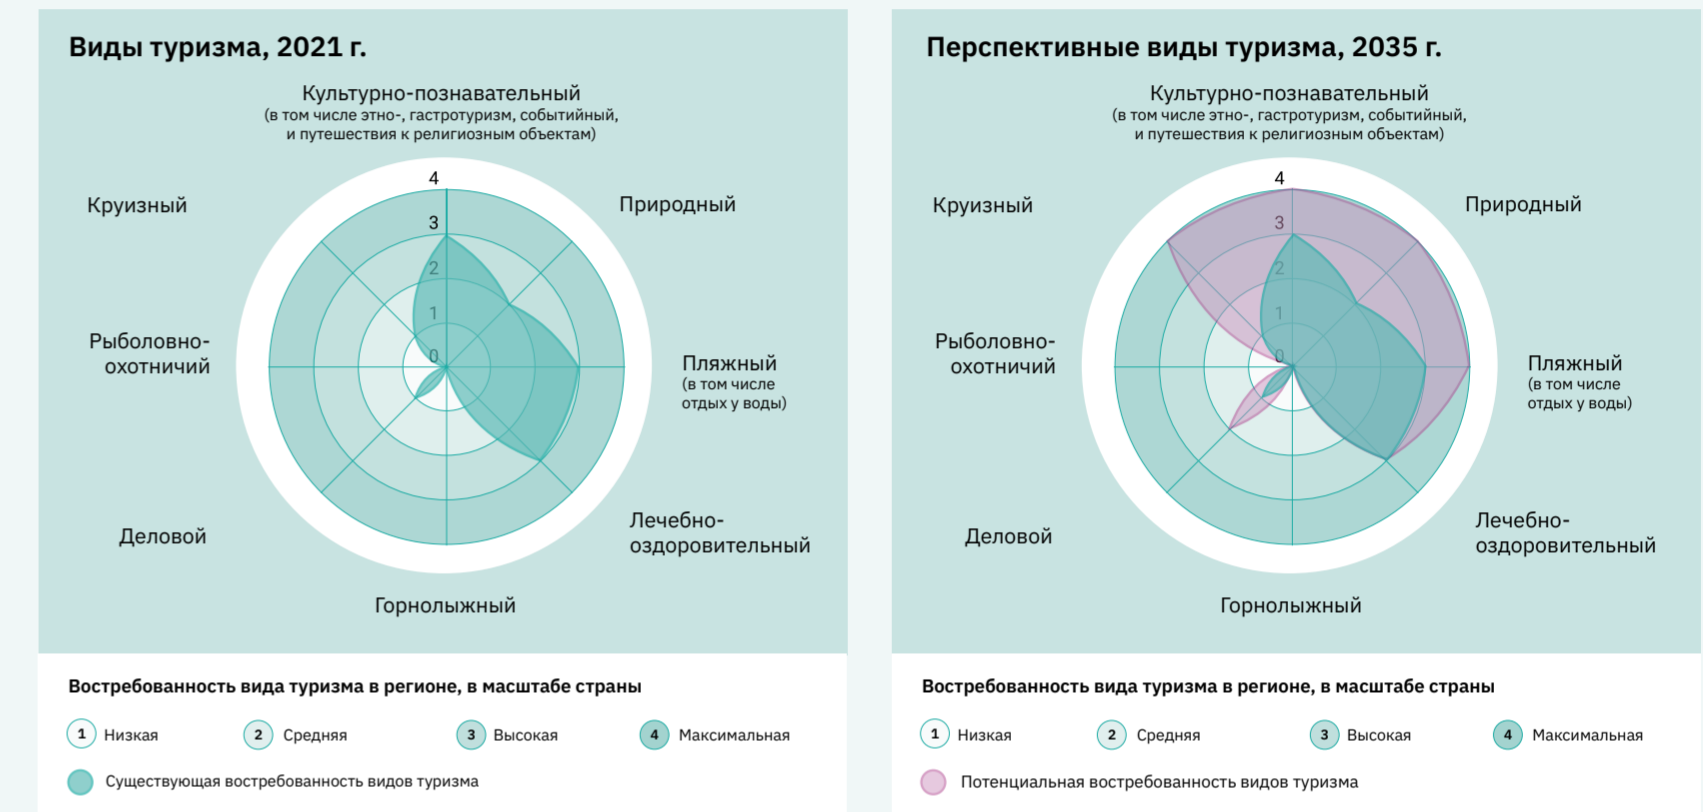 Виды туризма, 2021 г.
Культурно-познавательный
(в том числе этно-, гастротуризм, событийный,
и путешествия к религиозным объектам)
Круизный
Природный
Рыболовно-
охотничий
Пляжный
(в том числе
отдых у воды)
Деловой
Лечебно-
оздоровительный
Горнолыжный
4
3
2
1
0
Востребованность вида туризма в регионе, в масштабе страны
1 Низкая
2 Средняя
3 Высокая
4 Максимальная
Существующая востребованность видов туризма
Перспективные виды туризма, 2035 г.
Культурно-познавательный
(в том числе этно-, гастротуризм, событийный,
и путешествия к религиозным объектам)
Круизный
Природный
Рыболовно-
охотничий
Пляжный
(в том числе
отдых у воды)
Деловой
Лечебно-
оздоровительный
Горнолыжный
4
3
2
1
0
Востребованность вида туризма в регионе, в масштабе страны
1 Низкая
2 Средняя
3 Высокая
4 Максимальная
Потенциальная востребованность видов туризма